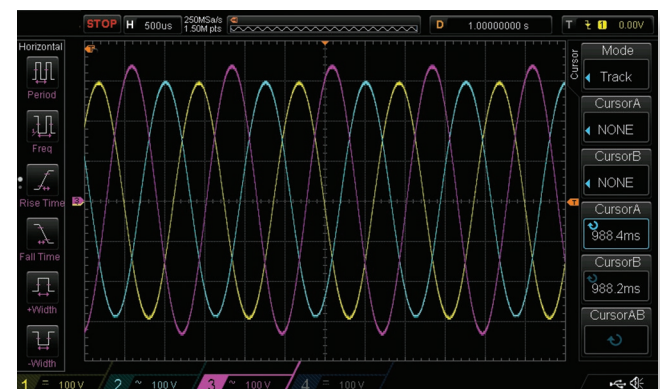 STOP H 500us 250MSa/s 1.50M pts D 1.00000000 s T 1 0.00V
Horizontal
Period
Freq
Rise Time
Fall Time
+Width
-Width
3
T
Cursor
Mode
Track
CursorA
NONE
CursorB
NONE
CursorA
988.4ms
CursorB
988.2ms
CursorAB
1 = 100 V 2 ~ 100 V 3 ~ 100 V 4 = 100 V